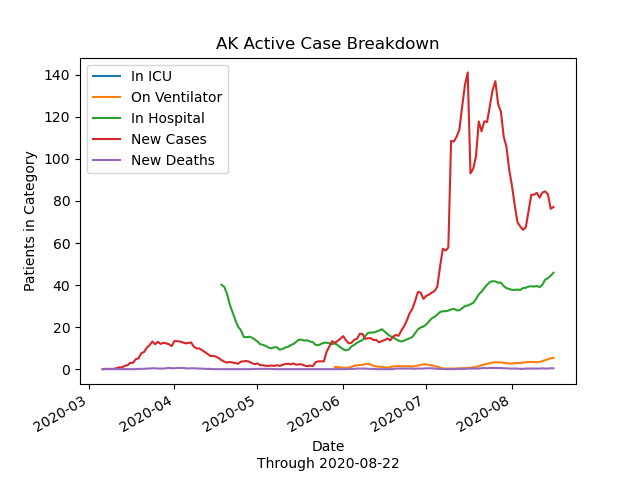 AK Active Case Breakdown
In ICU
On Ventilator
In Hospital
New Cases
New Deaths
Patients in Category
140
120
100
80
60
40
20
0
2020-03
2020-04
2020-05
2020-06
2020-07
2020-08
Date
Through 2020-08-22